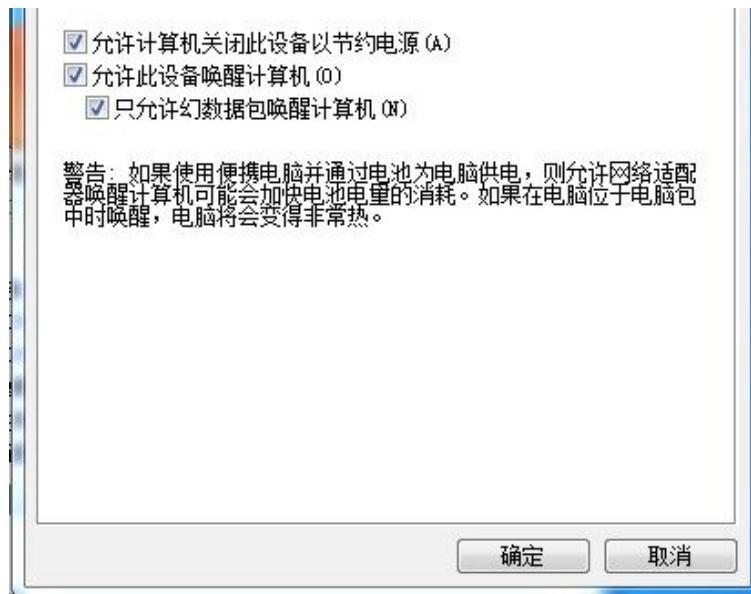 允许计算机关闭此设备以节约电源(A)
允许此设备唤醒计算机(O)
只允许幻数据包唤醒计算机(N)
警告: 如果使用便携电脑并通过电池为电脑供电，则允许网络适配
器唤醒计算机可能会加快电池电量的消耗。如果在电脑位于电脑包
中时唤醒，电脑将会变得非常热。
确定
取消